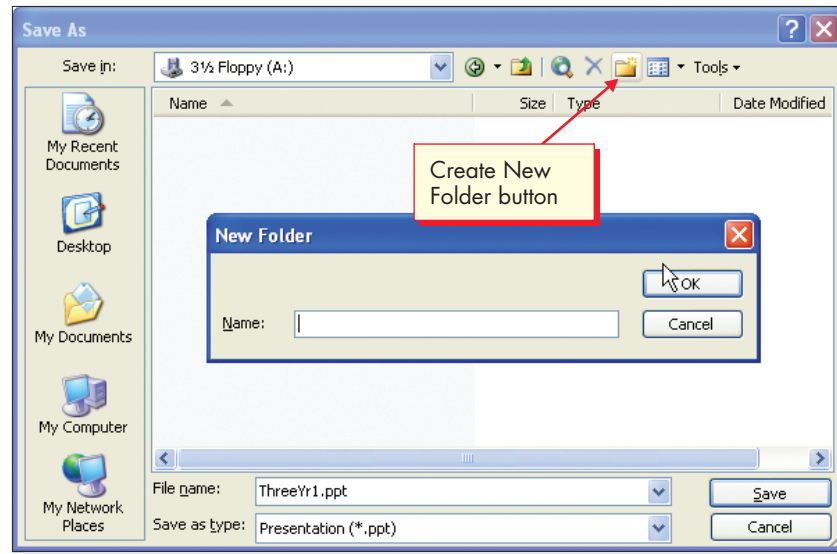 Save As
Save in: 3½ Floppy (A:) Tools
Name Size Type Date Modified
My Recent
Documents
Desktop
My Documents
My Computer
My Network
Places
Create New
Folder button
New Folder
OK
Name:
Cancel
File name: ThreeYr1.ppt Save
Save as type: Presentation (*.ppt) Cancel